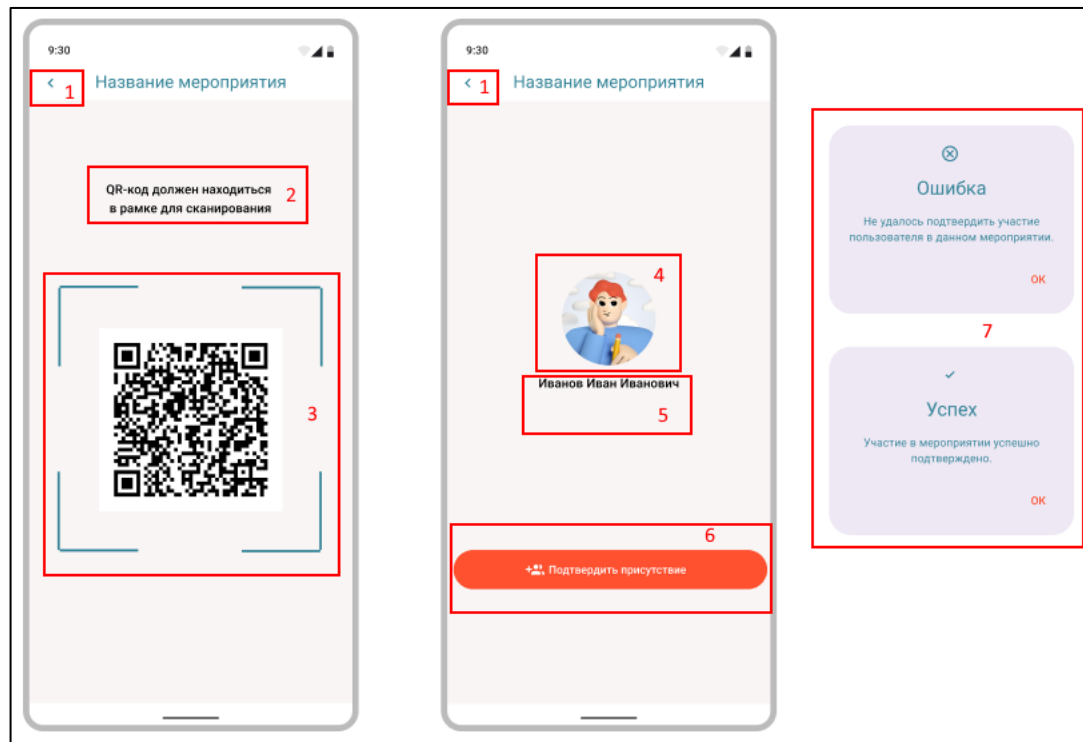 9:30
1
Название мероприятия
QR-код должен находиться
в рамке для сканирования
2
3
9:30
1
Название мероприятия
4
Иванов Иван Иванович
5
6
Подтвердить присутствие
Ошибка
Не удалось подтвердить участие
пользователя в данном мероприятии.
ОК
7
Успех
Участие в мероприятии успешно
подтверждено.
ОК